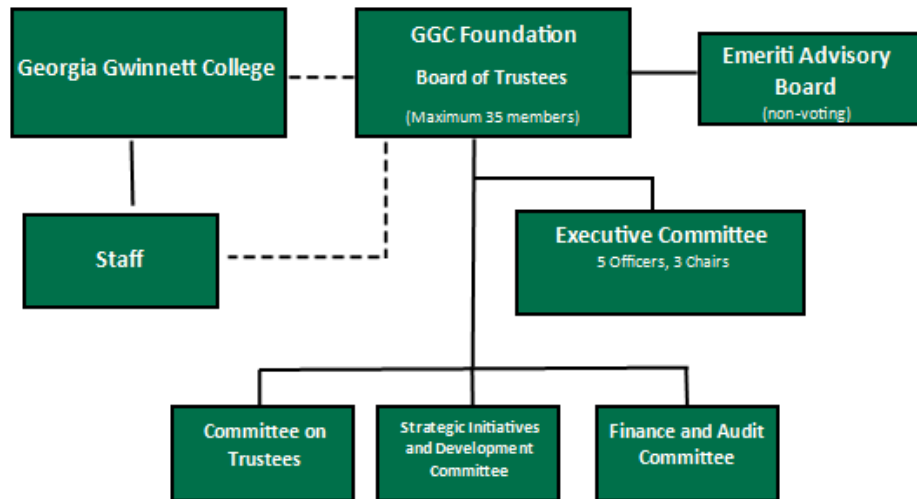 Georgia Gwinnett College
GGC Foundation
Board of Trustees
(Maximum 35 members)
Emeriti Advisory
Board
(non-voting)
Staff
Executive Committee
5 Officers, 3 Chairs
Committee on
Trustees
Strategic Initiatives
and Development
Committee
Finance and Audit
Committee